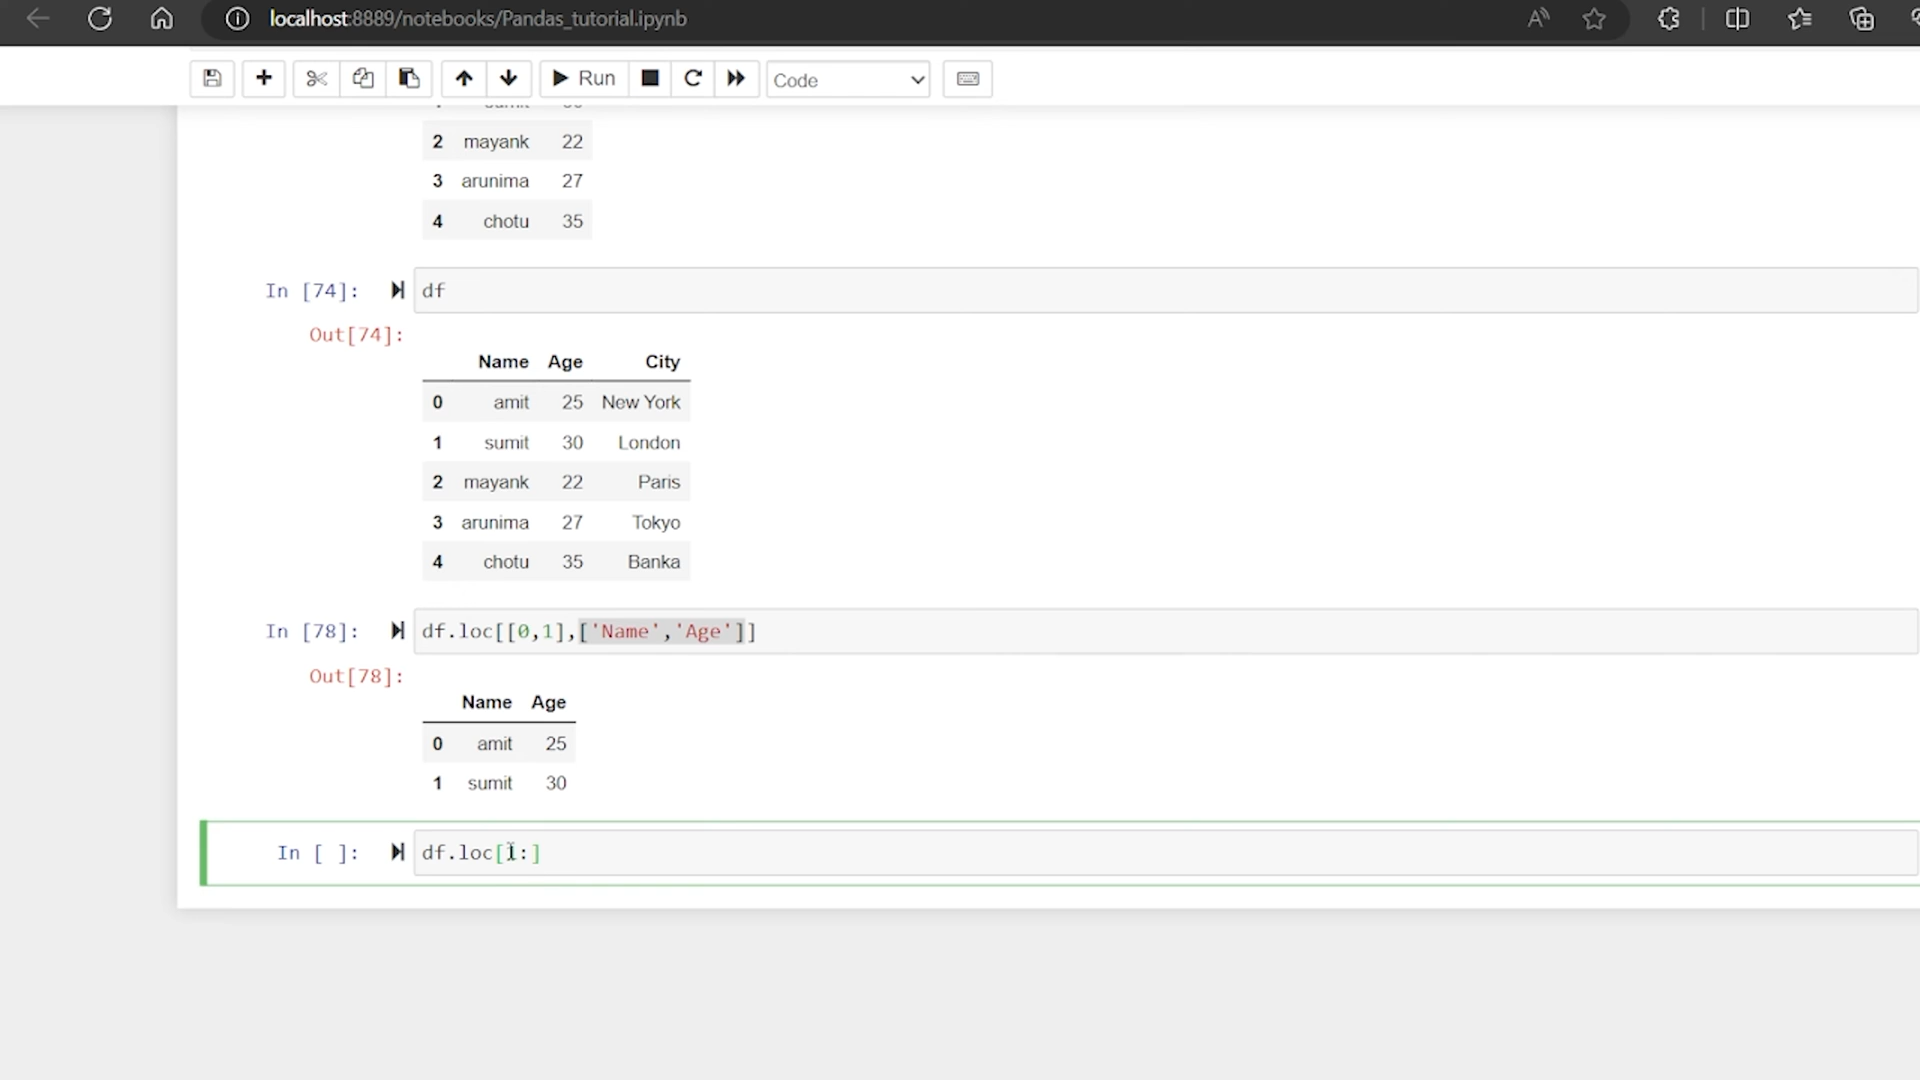 localhost:8889/notebooks/Pandas_tutorial.ipynb
Run
Code
2 mayank 22
3 arunima 27
4 chotu 35
In [74]: df
Out[74]:
Name Age City
0 amit 25 New York
1 sumit 30 London
2 mayank 22 Paris
3 arunima 27 Tokyo
4 chotu 35 Banka
In [78]: df.loc[[0,1],['Name','Age']]
Out[78]:
Name Age
0 amit 25
1 sumit 30
In [ ]: df.loc[1:]